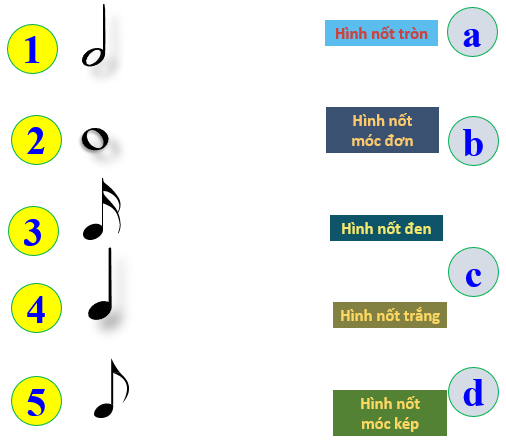 1
Hình nốt tròn
a
2
Hình nốt
móc đơn
b
3
Hình nốt đen
c
4
Hình nốt trắng
5
Hình nốt
móc kép
d